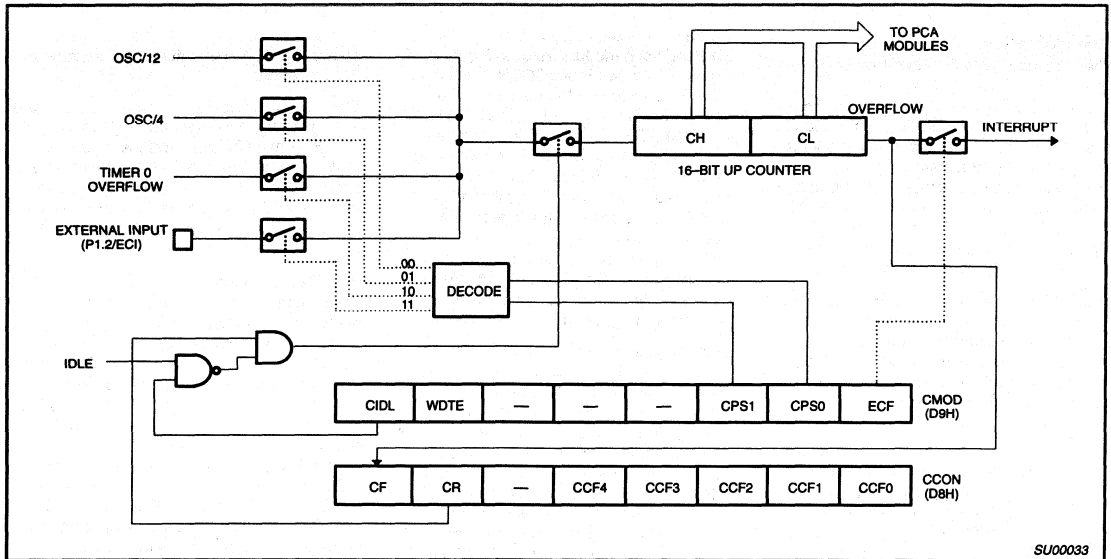 TO PCA
MODULES
OSC/12
OSC/4
TIMER 0
OVERFLOW
EXTERNAL INPUT
(P1.2/ECI)
CH
CL
16–BIT UP COUNTER
OVERFLOW
INTERRUPT
00
01
10
11
DECODE
IDLE
CIDL WDTE — — — CPS1 CPS0 ECF
CMOD
(D9H)
CF CR — CCF4 CCF3 CCF2 CCF1 CCF0
CCON
(D8H)
SU00033